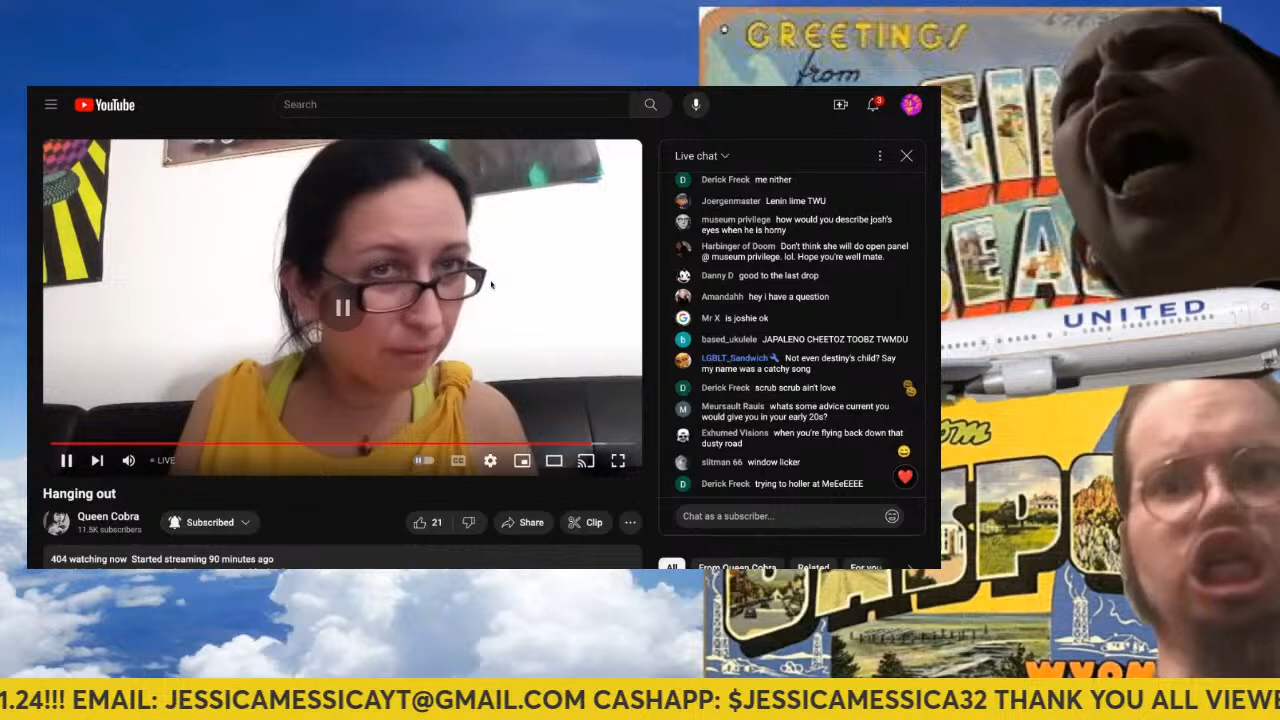 GREETINGS
from
YouTube
Search
3
Live chat
Derick Freck me nither
Joergenmaster Lenin lime TWU
museum privilege how would you describe josh's
eyes when he is horny
Harbinger of Doom Don't think she will do open panel
@ museum privilege. lol. Hope you're well mate.
Danny D good to the last drop
Amandahh hey i have a question
Mr X is joshie ok
based_ukulele JAPALENO CHEETOZ TOOBZ TWMDU
LGBLT_Sandwich Not even destiny's child? Say
my name was a catchy song
Derick Freck scrub scrub ain't love
Meursault Rauis whats some advice current you
would give you in your early 20s?
Exhumed Visions when you're flying back down that
dusty road
slitman 66 window licker
Derick Freck trying to holler at MeEeEEEE
Chat as a subscriber...
LIVE
CC
Hanging out
Queen Cobra
11.5K subscribers
Subscribed
21
Share
Clip
404 watching now Started streaming 90 minutes ago
All
From Queen Cobra
Related
For you
UNITED
1.24!!! EMAIL: JESSICAMESSICAYT@GMAIL.COM CASHAPP: $JESSICAMESSICA32 THANK YOU ALL VIEWE